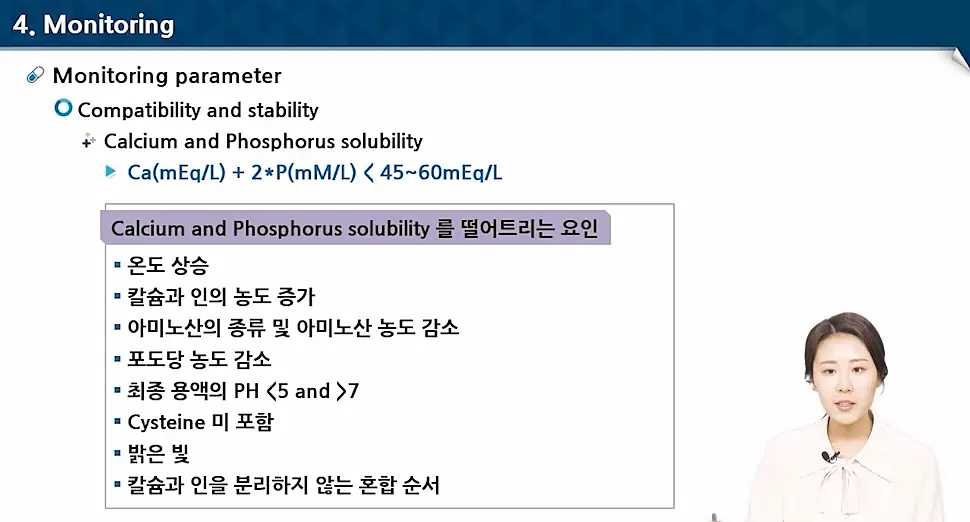 4. Monitoring
Monitoring parameter
Compatibility and stability
Calcium and Phosphorus solubility
Ca(mEq/L) + 2*P(mM/L) < 45~60mEq/L
Calcium and Phosphorus solubility 를 떨어트리는 요인
▪ 온도 상승
▪ 칼슘과 인의 농도 증가
▪ 아미노산의 종류 및 아미노산 농도 감소
▪ 포도당 농도 감소
▪ 최종 용액의 PH <5 and >7
▪ Cysteine 미 포함
▪ 밝은 빛
▪ 칼슘과 인을 분리하지 않는 혼합 순서